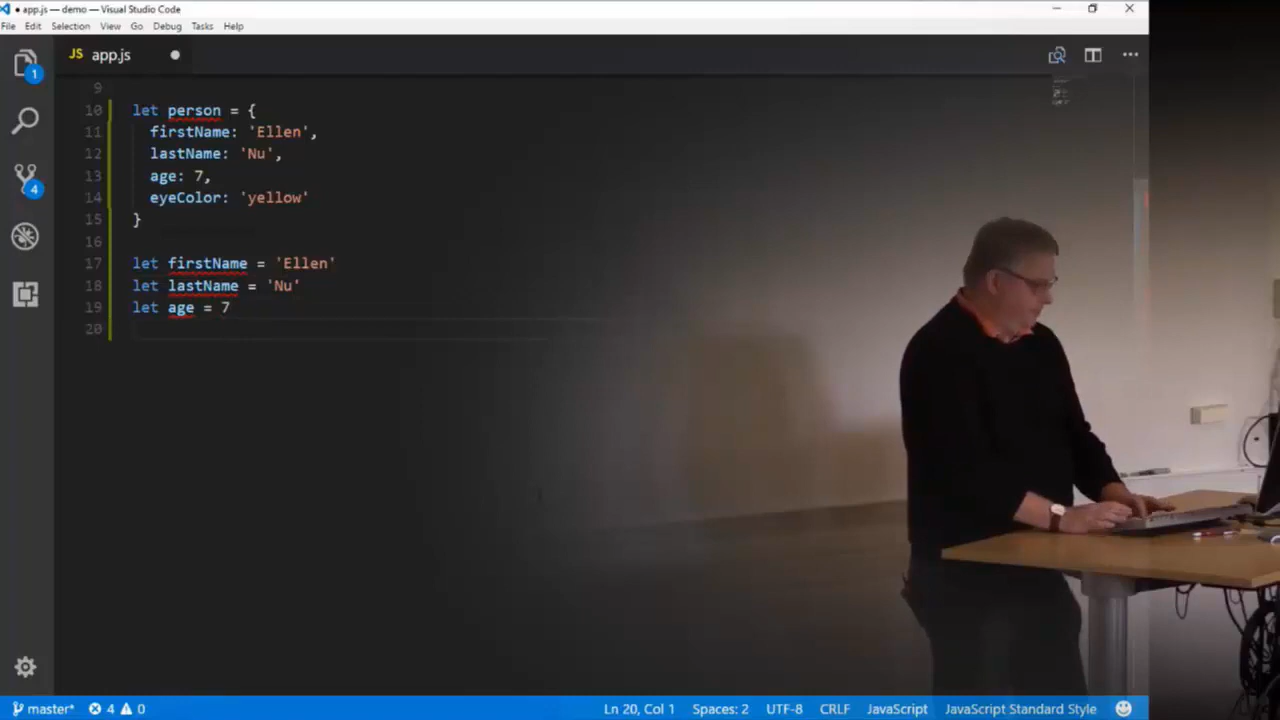 ● app.js — demo — Visual Studio Code
File Edit Selection View Go Debug Tasks Help
JS app.js ●
1
4
9
10 let person = {
11 firstName: 'Ellen',
12 lastName: 'Nu',
13 age: 7,
14 eyeColor: 'yellow'
15 }
16
17 let firstName = 'Ellen'
18 let lastName = 'Nu'
19 let age = 7
20
master* 4 0 Ln 20, Col 1 Spaces: 2 UTF-8 CRLF JavaScript JavaScript Standard Style